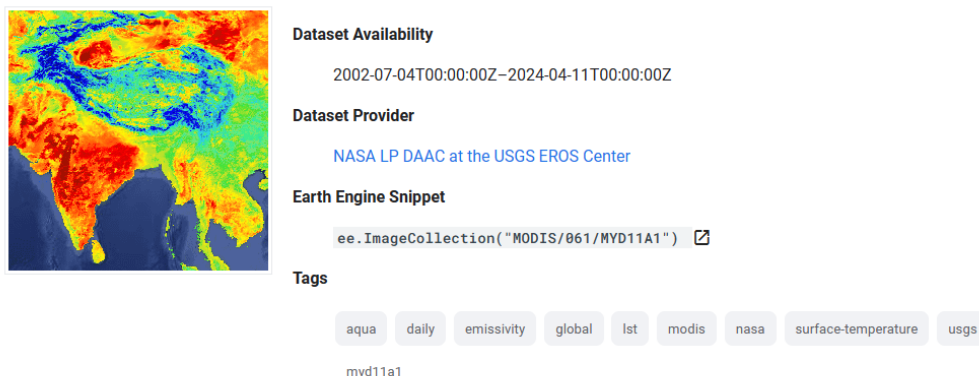 Dataset Availability
2002-07-04T00:00:00Z–2024-04-11T00:00:00Z
Dataset Provider
NASA LP DAAC at the USGS EROS Center
Earth Engine Snippet
ee.ImageCollection("MODIS/061/MYD11A1")
Tags
aqua daily emissivity global lst modis nasa surface-temperature usgs
myd11a1